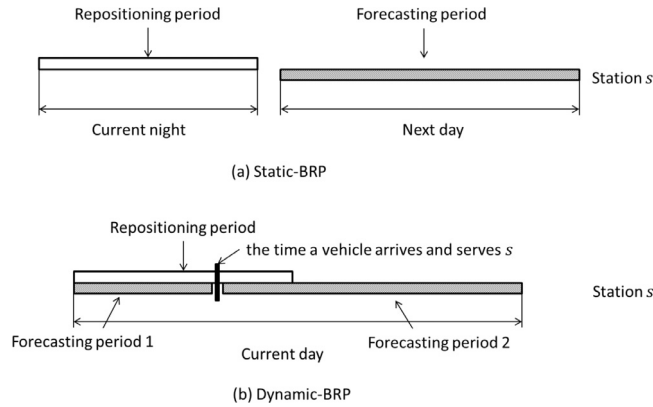 Repositioning period
Forecasting period
Station s
Current night
Next day
(a) Static-BRP
Repositioning period
the time a vehicle arrives and serves s
Station s
Forecasting period 1
Forecasting period 2
Current day
(b) Dynamic-BRP